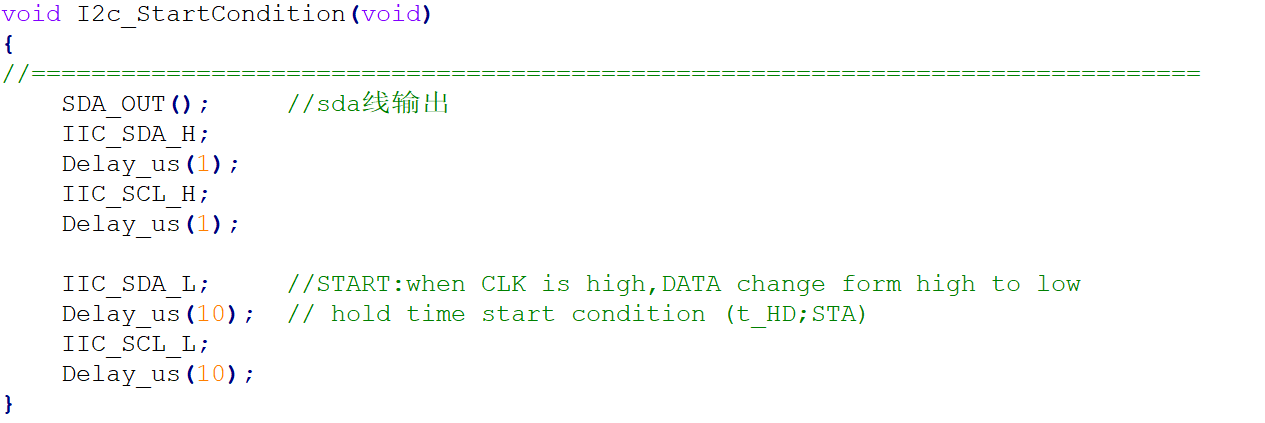 void I2c_StartCondition(void)
{
//==============================================================================
    SDA_OUT();     //sda线输出
    IIC_SDA_H;
    Delay_us(1);
    IIC_SCL_H;
    Delay_us(1);

    IIC_SDA_L;     //START:when CLK is high,DATA change form high to low
    Delay_us(10);  // hold time start condition (t_HD;STA)
    IIC_SCL_L;
    Delay_us(10);
}